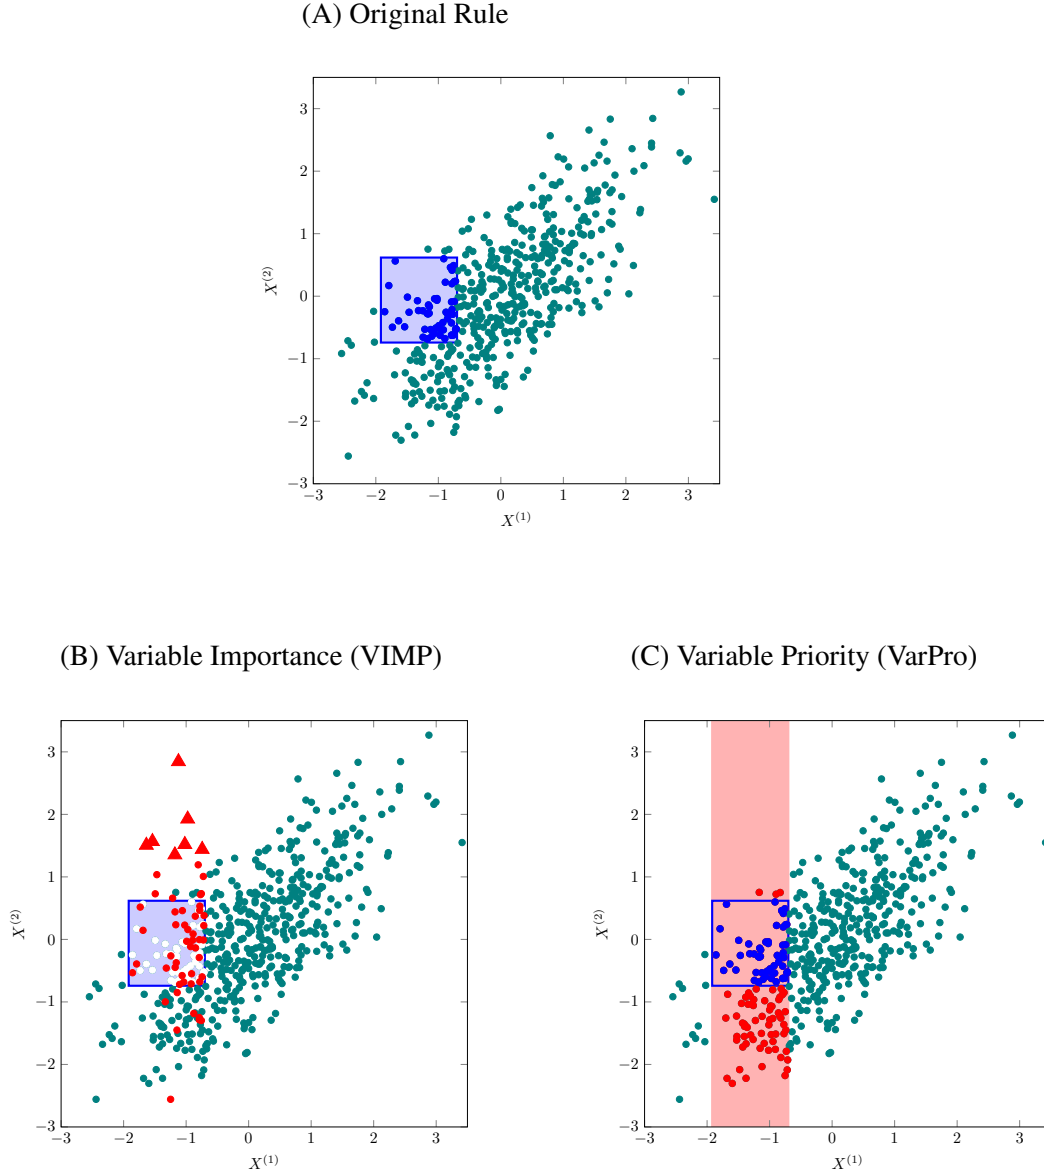 (A) Original Rule
3
2
1
0
−1
−2
−3
X(2)
−3 −2 −1 0 1 2 3
X(1)
(B) Variable Importance (VIMP)
3
2
1
0
−1
−2
−3
X(2)
−3 −2 −1 0 1 2 3
X(1)
(C) Variable Priority (VarPro)
3
2
1
0
−1
−2
−3
X(2)
−3 −2 −1 0 1 2 3
X(1)